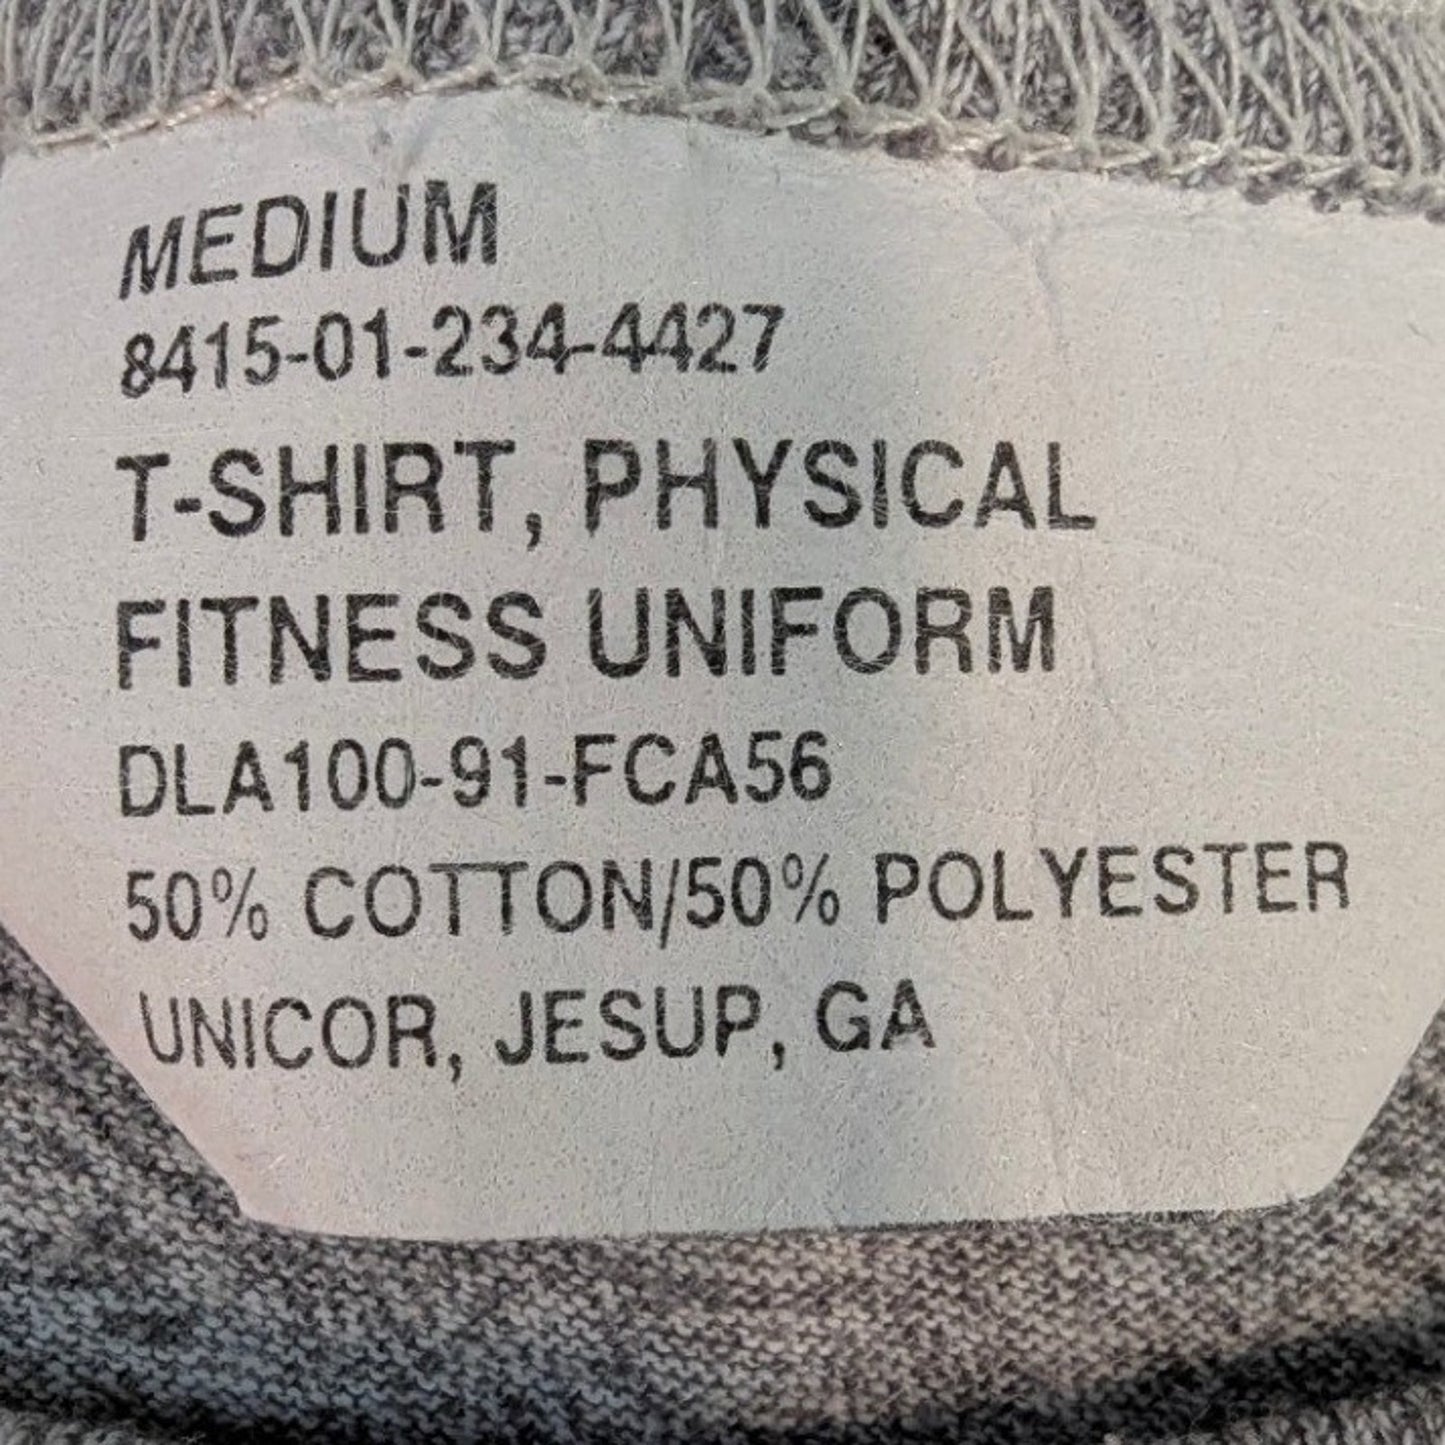 MEDIUM
8415-01-234-4427
T-SHIRT, PHYSICAL
FITNESS UNIFORM
DLA100-91-FCA56
50% COTTON/50% POLYESTER
UNICOR, JESUP, GA